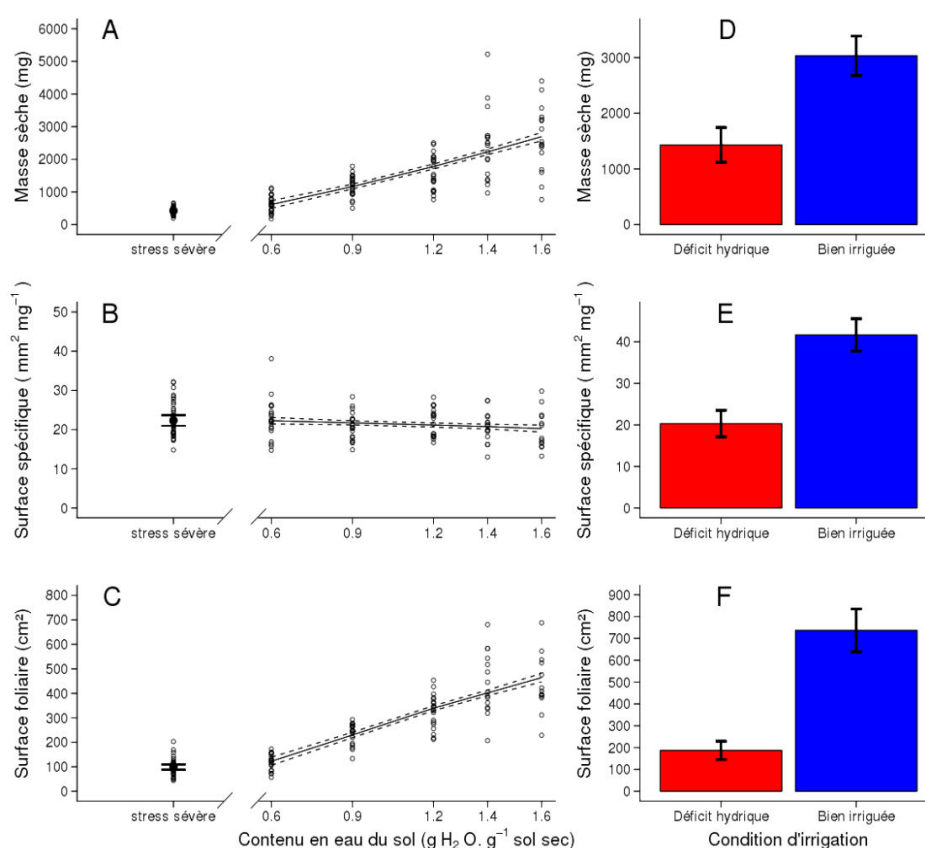 A
Masse sèche (mg)
6000
5000
4000
3000
2000
1000
0
stress sévère
0.6
0.9
1.2
1.4
1.6
D
Masse sèche (mg)
3000
2000
1000
0
Déficit hydrique
Bien irriguée
B
Surface spécifique ( mm² mg⁻¹ )
50
40
30
20
10
0
stress sévère
0.6
0.9
1.2
1.4
1.6
E
Surface spécifique ( mm² mg⁻¹ )
40
30
20
10
0
Déficit hydrique
Bien irriguée
C
Surface foliaire (cm²)
800
700
600
500
400
300
200
100
0
stress sévère
0.6
0.9
1.2
1.4
1.6
Contenu en eau du sol (g H₂ O. g⁻¹ sol sec)
F
Surface foliaire (cm²)
900
800
700
600
500
400
300
200
100
0
Déficit hydrique
Bien irriguée
Condition d'irrigation